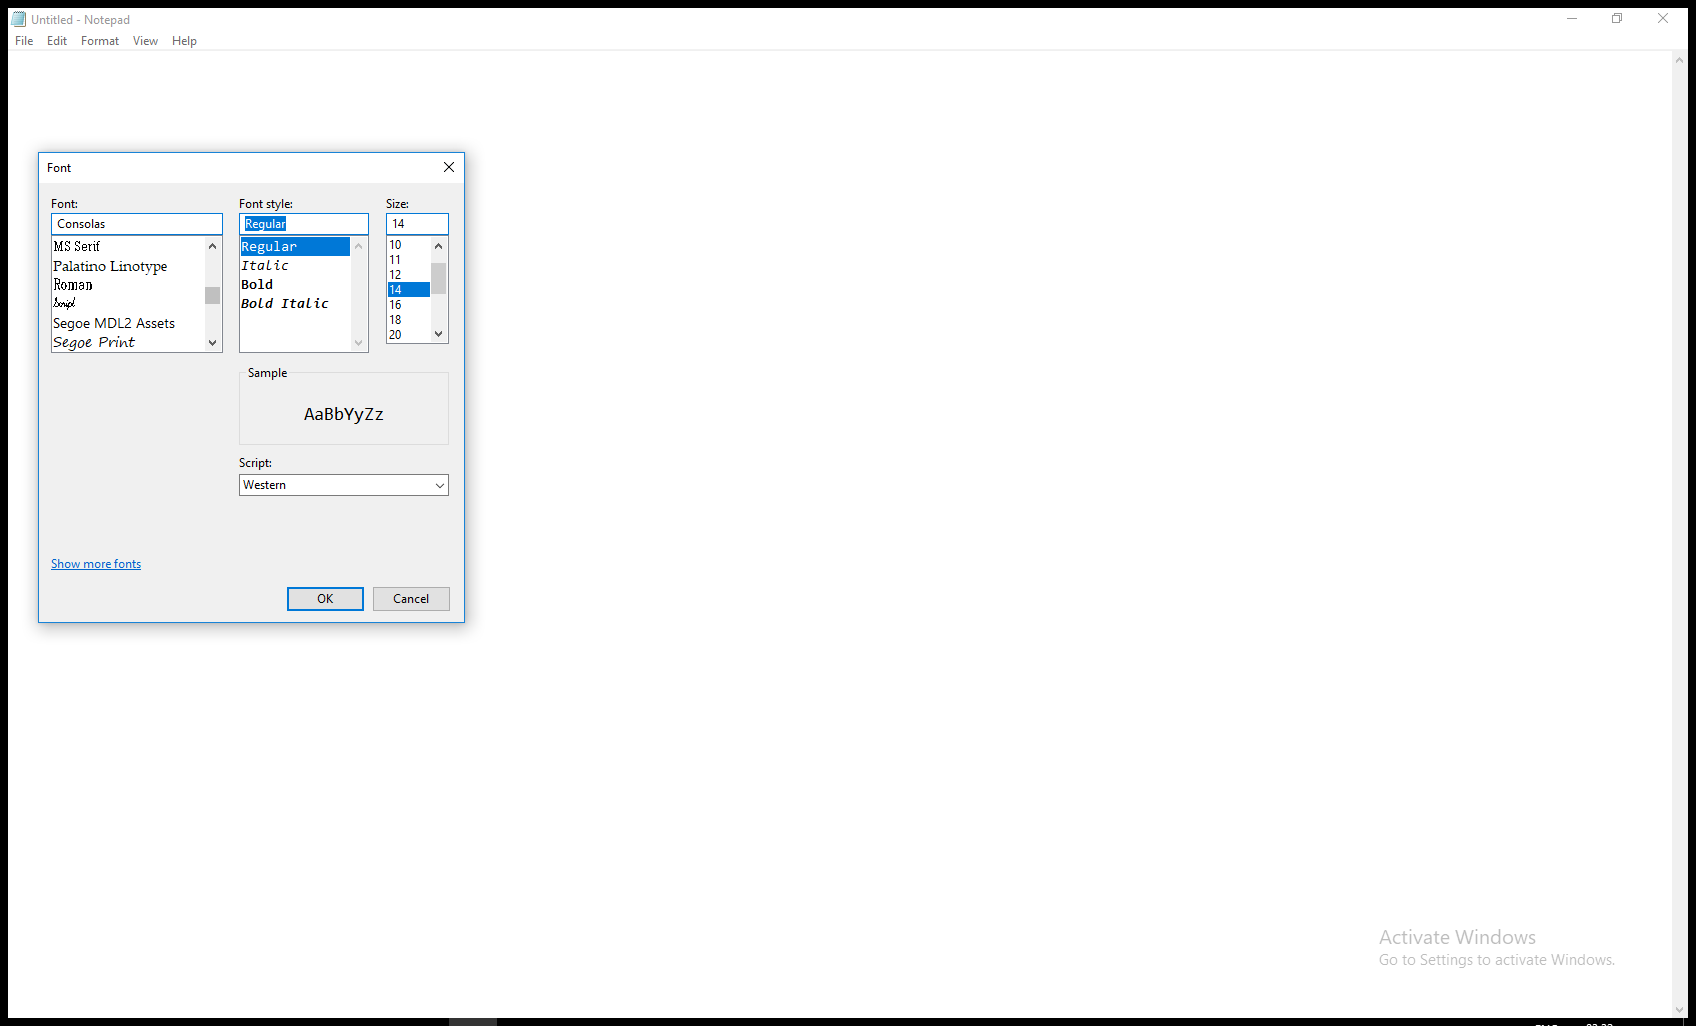 Untitled - Notepad
File Edit Format View Help
Font
Font: Font style: Size:
Consolas Regular 14
MS Serif
Palatino Linotype
Roman
Script
Segoe MDL2 Assets
Segoe Print
Regular
Italic
Bold
Bold Italic
10
11
12
14
16
18
20
Sample
AaBbYyZz
Script:
Western
Show more fonts
OK Cancel
Activate Windows
Go to Settings to activate Windows.